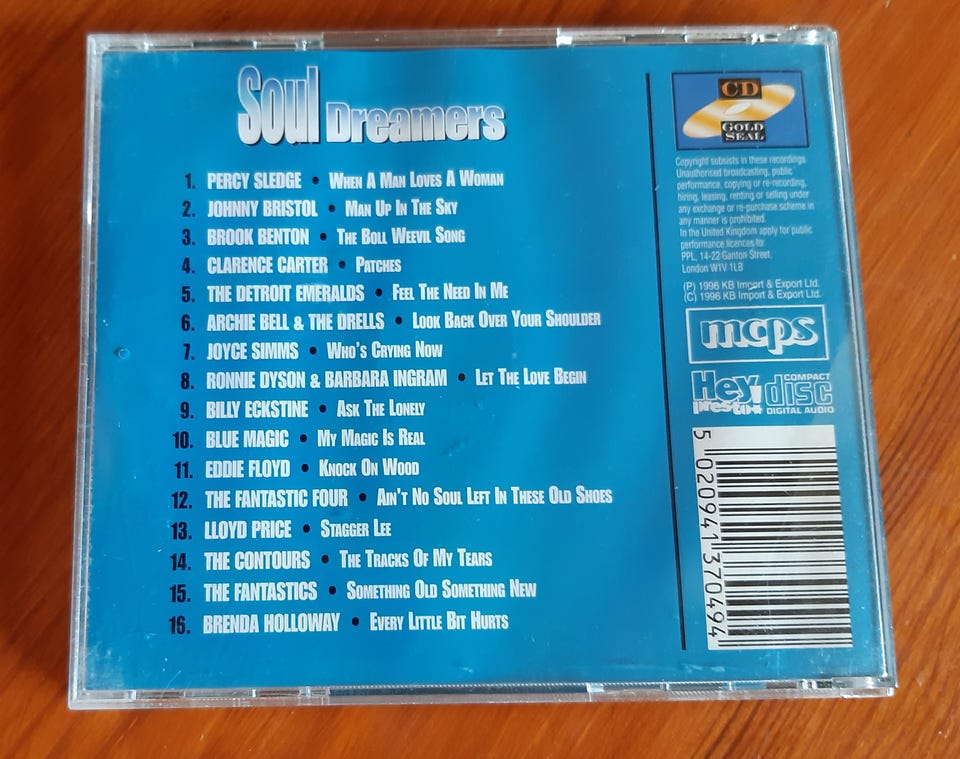 Soul Dreamers
1. PERCY SLEDGE • WHEN A MAN LOVES A WOMAN
2. JOHNNY BRISTOL • MAN UP IN THE SKY
3. BROOK BENTON • THE BOLL WEEVIL SONG
4. CLARENCE CARTER • PATCHES
5. THE DETROIT EMERALDS • FEEL THE NEED IN ME
6. ARCHIE BELL & THE DRELLS • LOOK BACK OVER YOUR SHOULDER
7. JOYCE SIMMS • WHO'S CRYING NOW
8. RONNIE DYSON & BARBARA INGRAM • LET THE LOVE BEGIN
9. BILLY ECKSTINE • ASK THE LONELY
10. BLUE MAGIC • MY MAGIC IS REAL
11. EDDIE FLOYD • KNOCK ON WOOD
12. THE FANTASTIC FOUR • AIN'T NO SOUL LEFT IN THESE OLD SHOES
13. LLOYD PRICE • STAGGER LEE
14. THE CONTOURS • THE TRACKS OF MY TEARS
15. THE FANTASTICS • SOMETHING OLD SOMETHING NEW
16. BRENDA HOLLOWAY • EVERY LITTLE BIT HURTS
CD
GOLD
SEAL
Copyright subsists in these recordings.
Unauthorised broadcasting, public
performance, copying or re-recording,
hiring, leasing, renting or selling under
any exchange or re-purchase scheme in
any manner is prohibited.
In the United Kingdom apply for public
performance licences to:
PPL, 14-22 Ganton Street,
London W1V 1LB
(P) 1996 KB Import & Export Ltd.
(C) 1996 KB Import & Export Ltd.
mcps
Hey presto!
COMPACT
disc
DIGITAL AUDIO
5 020941 370494